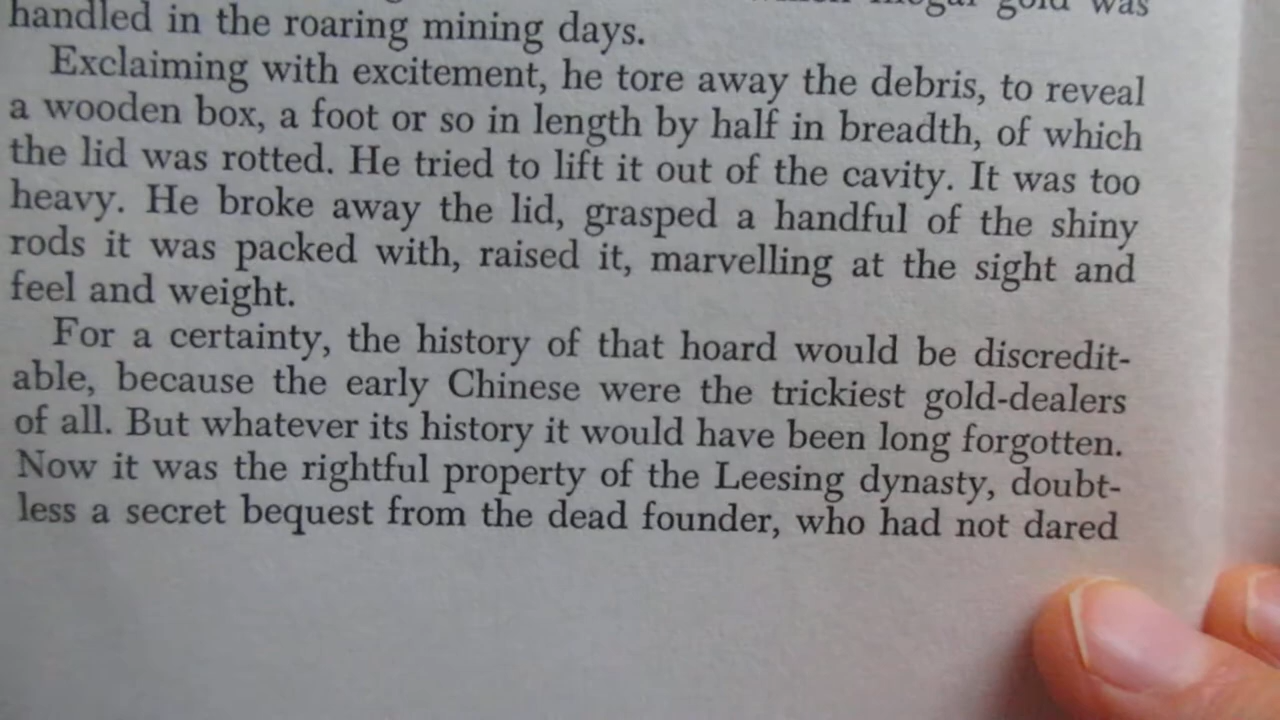 illegal gold was
handled in the roaring mining days.
Exclaiming with excitement, he tore away the debris, to reveal
a wooden box, a foot or so in length by half in breadth, of which
the lid was rotted. He tried to lift it out of the cavity. It was too
heavy. He broke away the lid, grasped a handful of the shiny
rods it was packed with, raised it, marvelling at the sight and
feel and weight.
For a certainty, the history of that hoard would be discredit-
able, because the early Chinese were the trickiest gold-dealers
of all. But whatever its history it would have been long forgotten.
Now it was the rightful property of the Leesing dynasty, doubt-
less a secret bequest from the dead founder, who had not dared